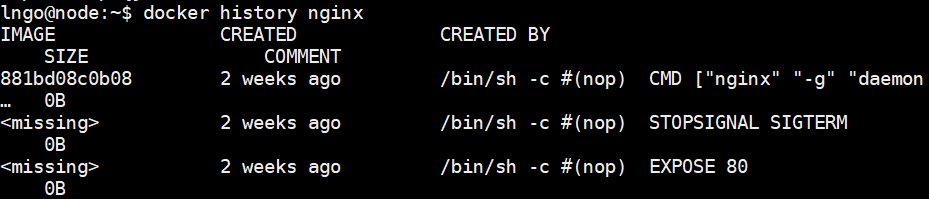 lngo@node:~$ docker history nginx
IMAGE               CREATED             CREATED BY
    SIZE                COMMENT
881bd08c0b08        2 weeks ago         /bin/sh -c #(nop)  CMD ["nginx" "-g" "daemon
…   0B
<missing>           2 weeks ago         /bin/sh -c #(nop)  STOPSIGNAL SIGTERM
    0B
<missing>           2 weeks ago         /bin/sh -c #(nop)  EXPOSE 80
    0B